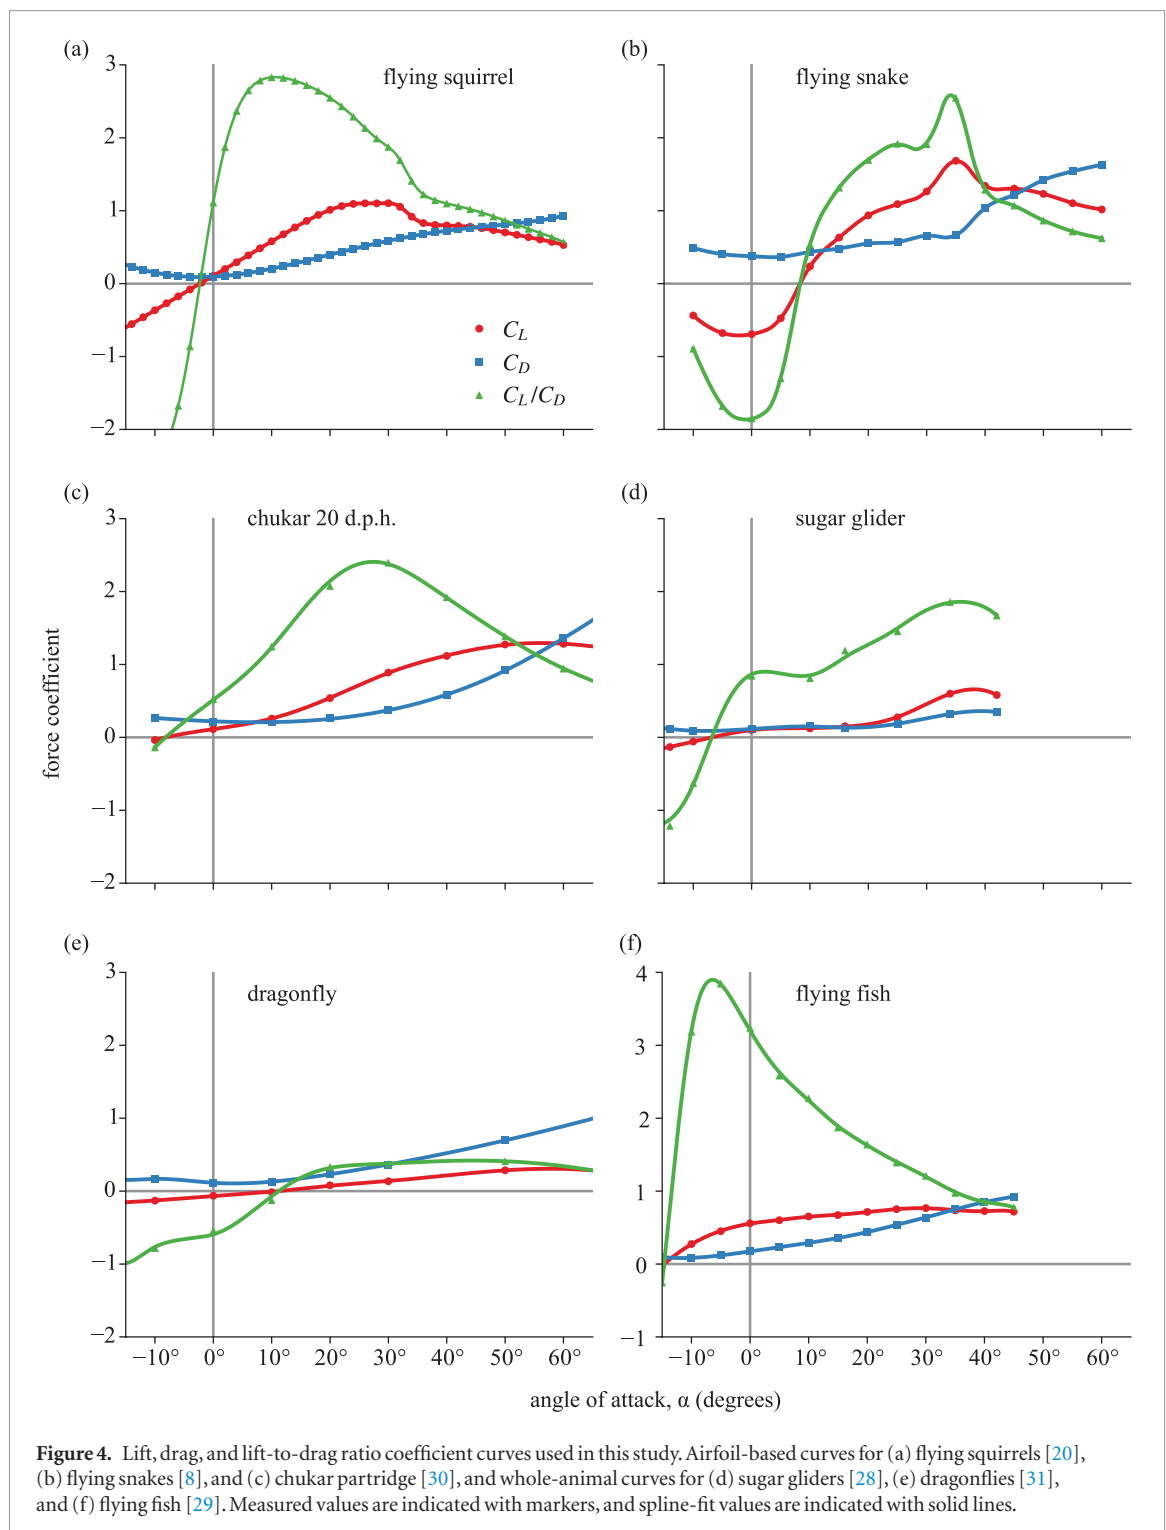 (a)
flying squirrel
3
2
1
0
−1
−2
C_L
C_D
C_L/C_D
(b)
flying snake
(c)
chukar 20 d.p.h.
3
2
1
0
−1
−2
force coefficient
(d)
sugar glider
(e)
dragonfly
3
2
1
0
−1
−2
−10° 0° 10° 20° 30° 40° 50° 60°
(f)
flying fish
4
3
2
1
0
−1
−10° 0° 10° 20° 30° 40° 50° 60°
angle of attack, α (degrees)
Figure 4. Lift, drag, and lift-to-drag ratio coefficient curves used in this study. Airfoil-based curves for (a) flying squirrels [20],
(b) flying snakes [8], and (c) chukar partridge [30], and whole-animal curves for (d) sugar gliders [28], (e) dragonflies [31],
and (f) flying fish [29]. Measured values are indicated with markers, and spline-fit values are indicated with solid lines.